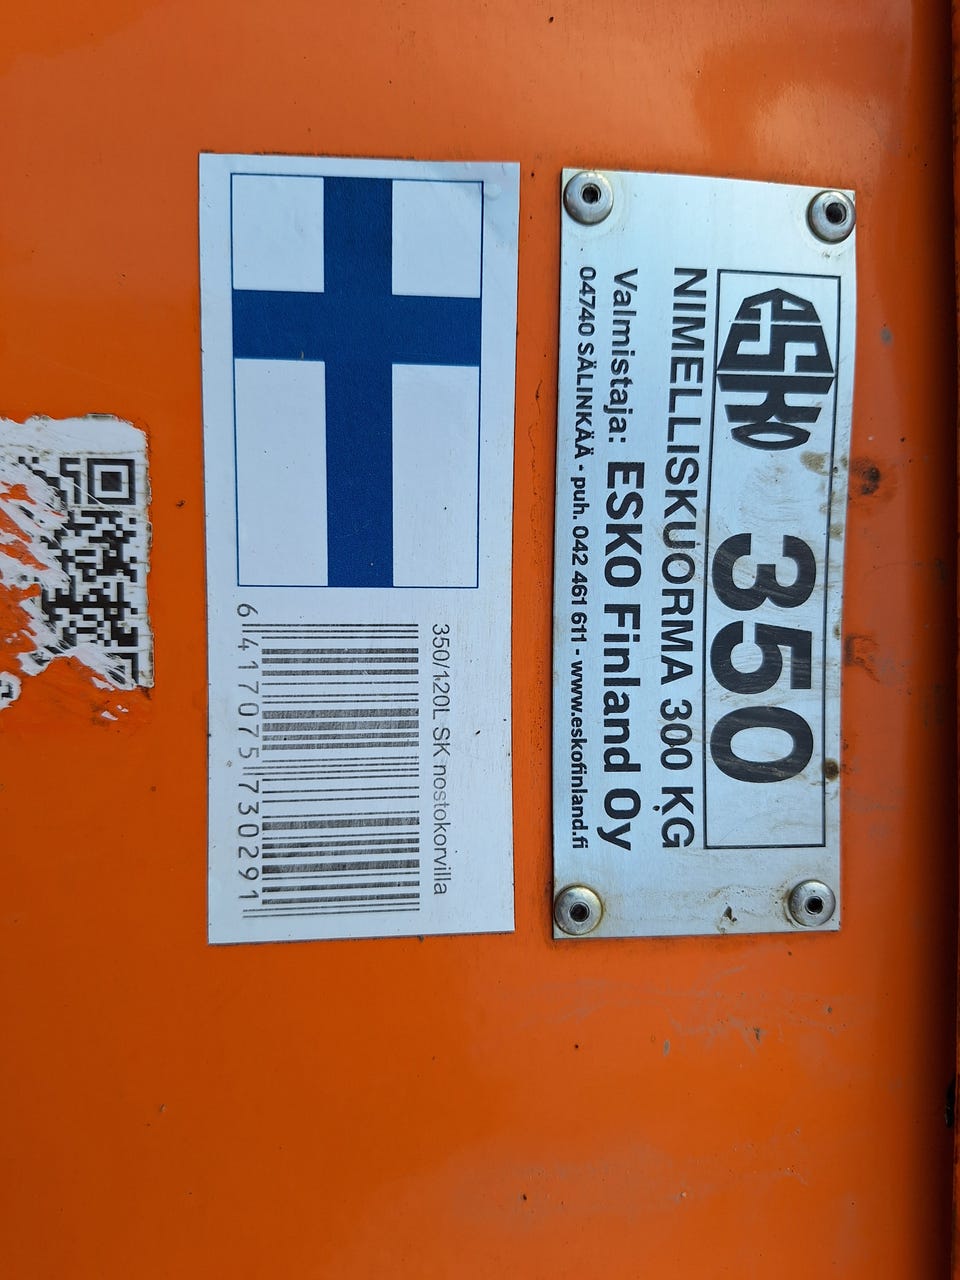 esko 350
NIMELLISKUORMA 300 KG
Valmistaja: ESKO Finland Oy
04740 SÄLINKÄÄ - puh. 042 461 611 - www.eskofinland.fi
350/120L SK nostokorvilla
6 417075 730291